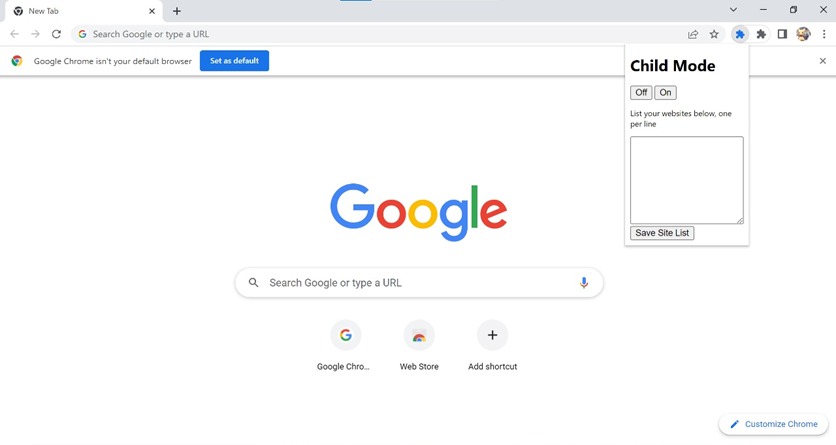 New Tab
Search Google or type a URL
Google Chrome isn't your default browser
Set as default
Child Mode
Off On
List your websites below, one
per line
Save Site List
Google
Search Google or type a URL
Google Chro...
Web Store
Add shortcut
Customize Chrome